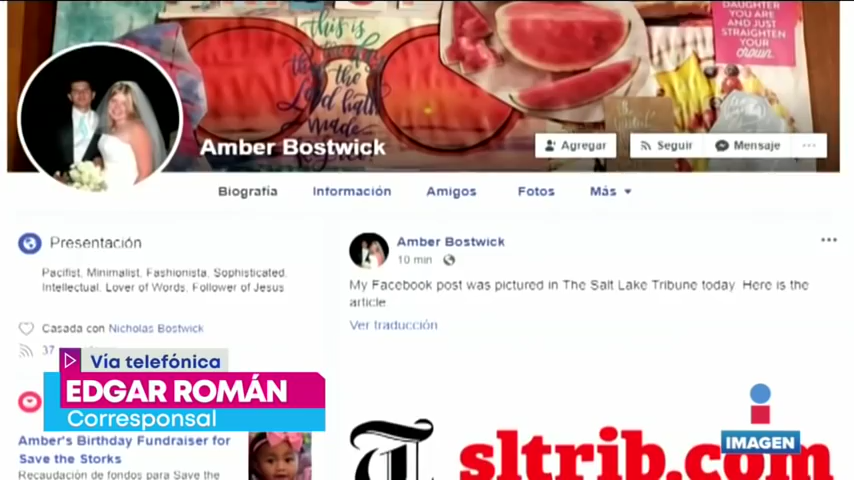 DAUGHTER
YOU ARE
AND JUST
STRAIGHTEN
YOUR
crown
this is
the day
the
Lord hath
made
Amber Bostwick
Agregar
Seguir
Mensaje
...
Biografía
Información
Amigos
Fotos
Más
Presentación
Pacifist, Minimalist, Fashionista, Sophisticated,
Intellectual, Lover of Words, Follower of Jesus
Casada con Nicholas Bostwick
37
Amber Bostwick
10 min
...
My Facebook post was pictured in The Salt Lake Tribune today. Here is the
article.
Ver traducción
Vía telefónica
EDGAR ROMÁN
Corresponsal
Amber's Birthday Fundraiser for
Save the Storks
Recaudación de fondos para Save the
T
sltrib.com
IMAGEN